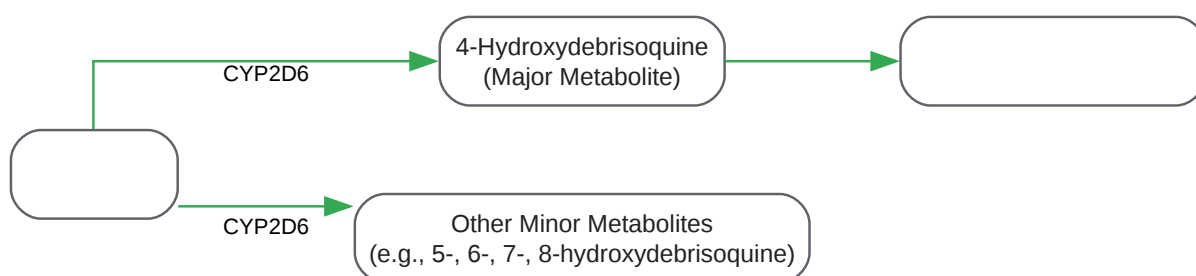 4-Hydroxydebrisoquine
(Major Metabolite)
CYP2D6
CYP2D6
Other Minor Metabolites
(e.g., 5-, 6-, 7-, 8-hydroxydebrisoquine)